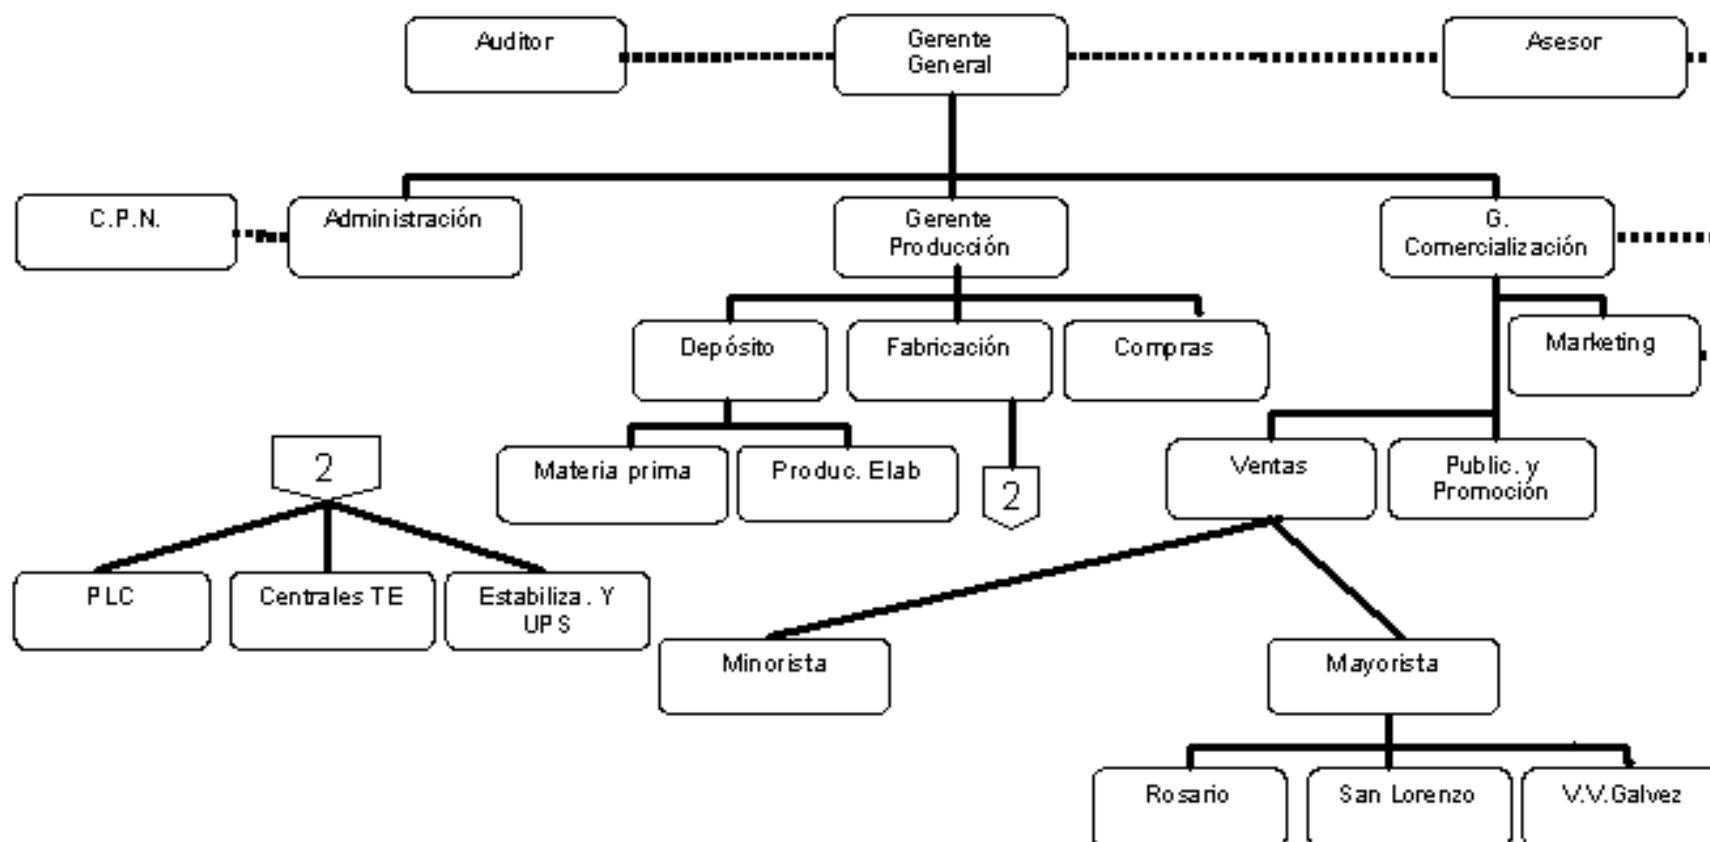 Auditor
Gerente
General
Asesor
C.P.N.
Administración
Gerente
Producción
G.
Comercialización
Depósito
Fabricación
Compras
Marketing
2
Materia prima
Produc. Elab
2
Ventas
Public. y
Promoción
PLC
Centrales TE
Estabiliza. Y
UPS
Minorista
Mayorista
Rosario
San Lorenzo
V.V.Galvez